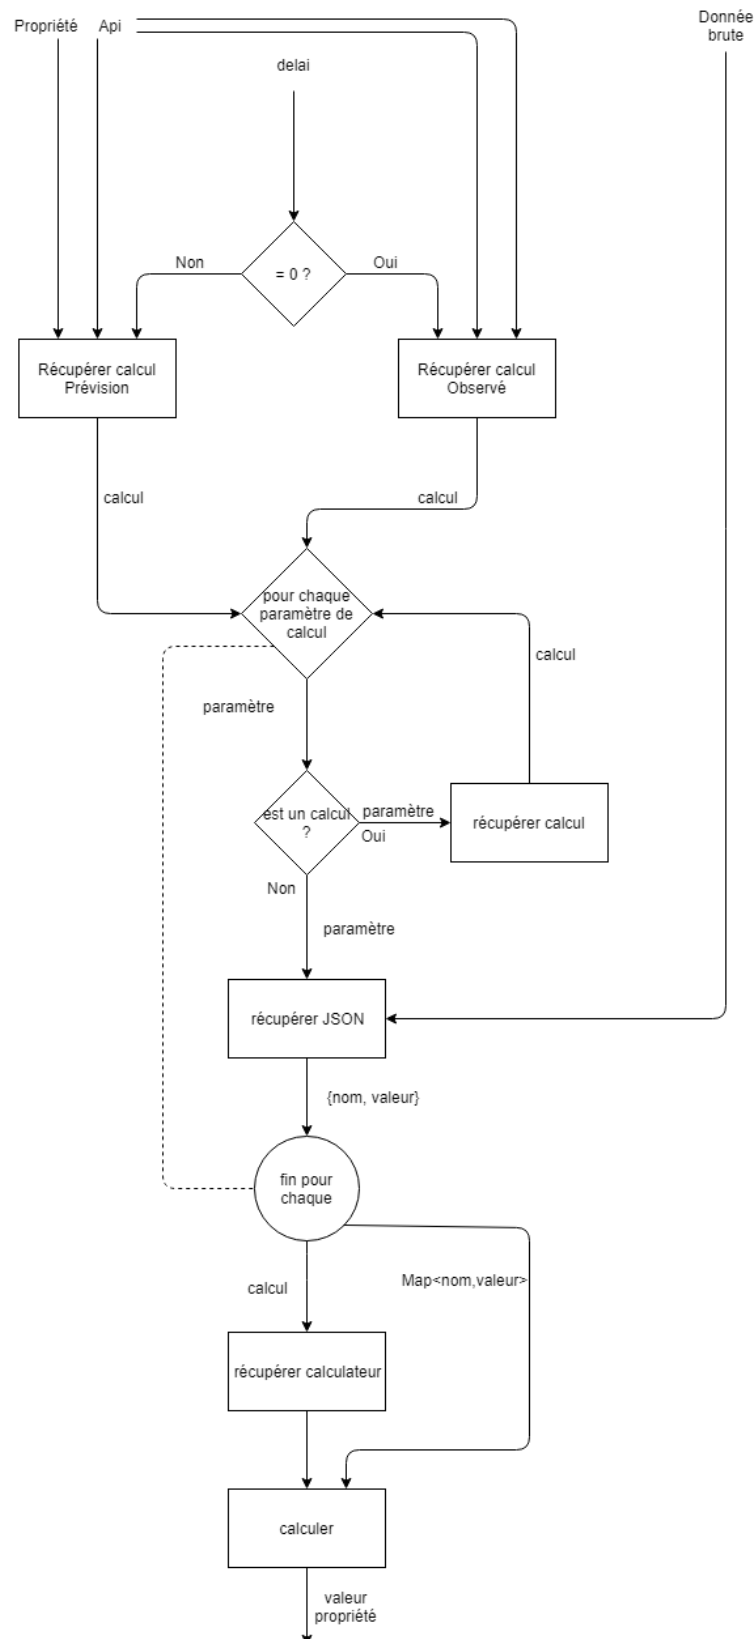 Propriété
Api
Donnée
brute
delai
Non
= 0 ?
Oui
Récupérer calcul
Prévision
Récupérer calcul
Observé
calcul
calcul
pour chaque
paramètre de
calcul
calcul
paramètre
est un calcul
?
paramètre
Oui
récupérer calcul
Non
paramètre
récupérer JSON
{nom, valeur}
fin pour
chaque
calcul
Map<nom,valeur>
récupérer calculateur
calculer
valeur
propriété